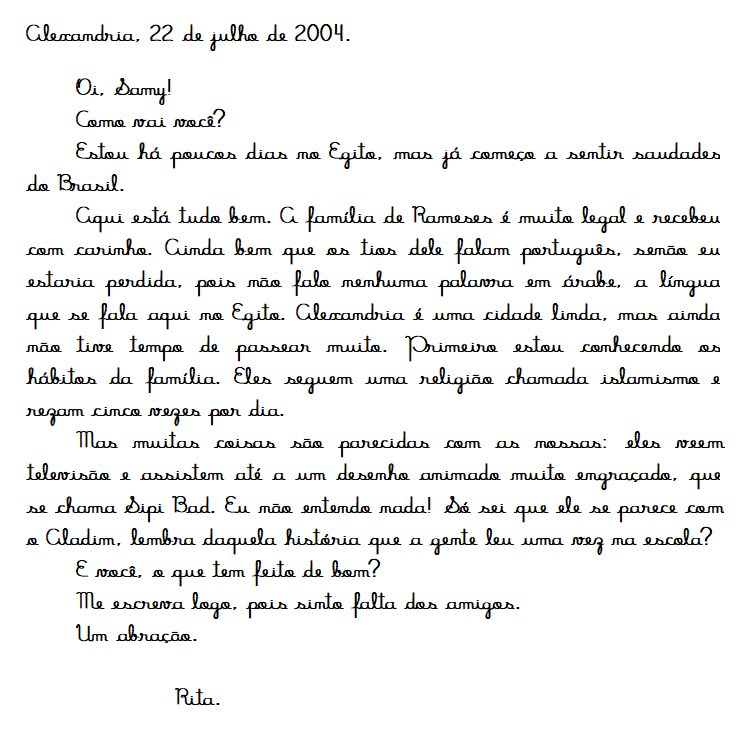 Alexandria, 22 de julho de 2004.
Oi, Samy!
Como vai você?
Estou há poucos dias no Egito, mas já começo a sentir saudades
do Brasil.
Aqui está tudo bem. A família de Rameses é muito legal e recebeu
com carinho. Ainda bem que os tios dele falam português, senão eu
estaria perdida, pois não falo nenhuma palavra em árabe, a língua
que se fala aqui no Egito. Alexandria é uma cidade linda, mas ainda
não tive tempo de passear muito. Primeiro estou conhecendo os
hábitos da família. Eles seguem uma religião chamada islamismo e
rezam cinco vezes por dia.
Mas muitas coisas são parecidas com as nossas: eles veem
televisão e assistem até a um desenho animado muito engraçado, que
se chama Sipi Bad. Eu não entendo nada! Só sei que ele se parece com
o Aladim, lembra daquela história que a gente leu uma vez na escola?
E você, o que tem feito de bom?
Me escreva logo, pois sinto falta dos amigos.
Um abração.
Rita.